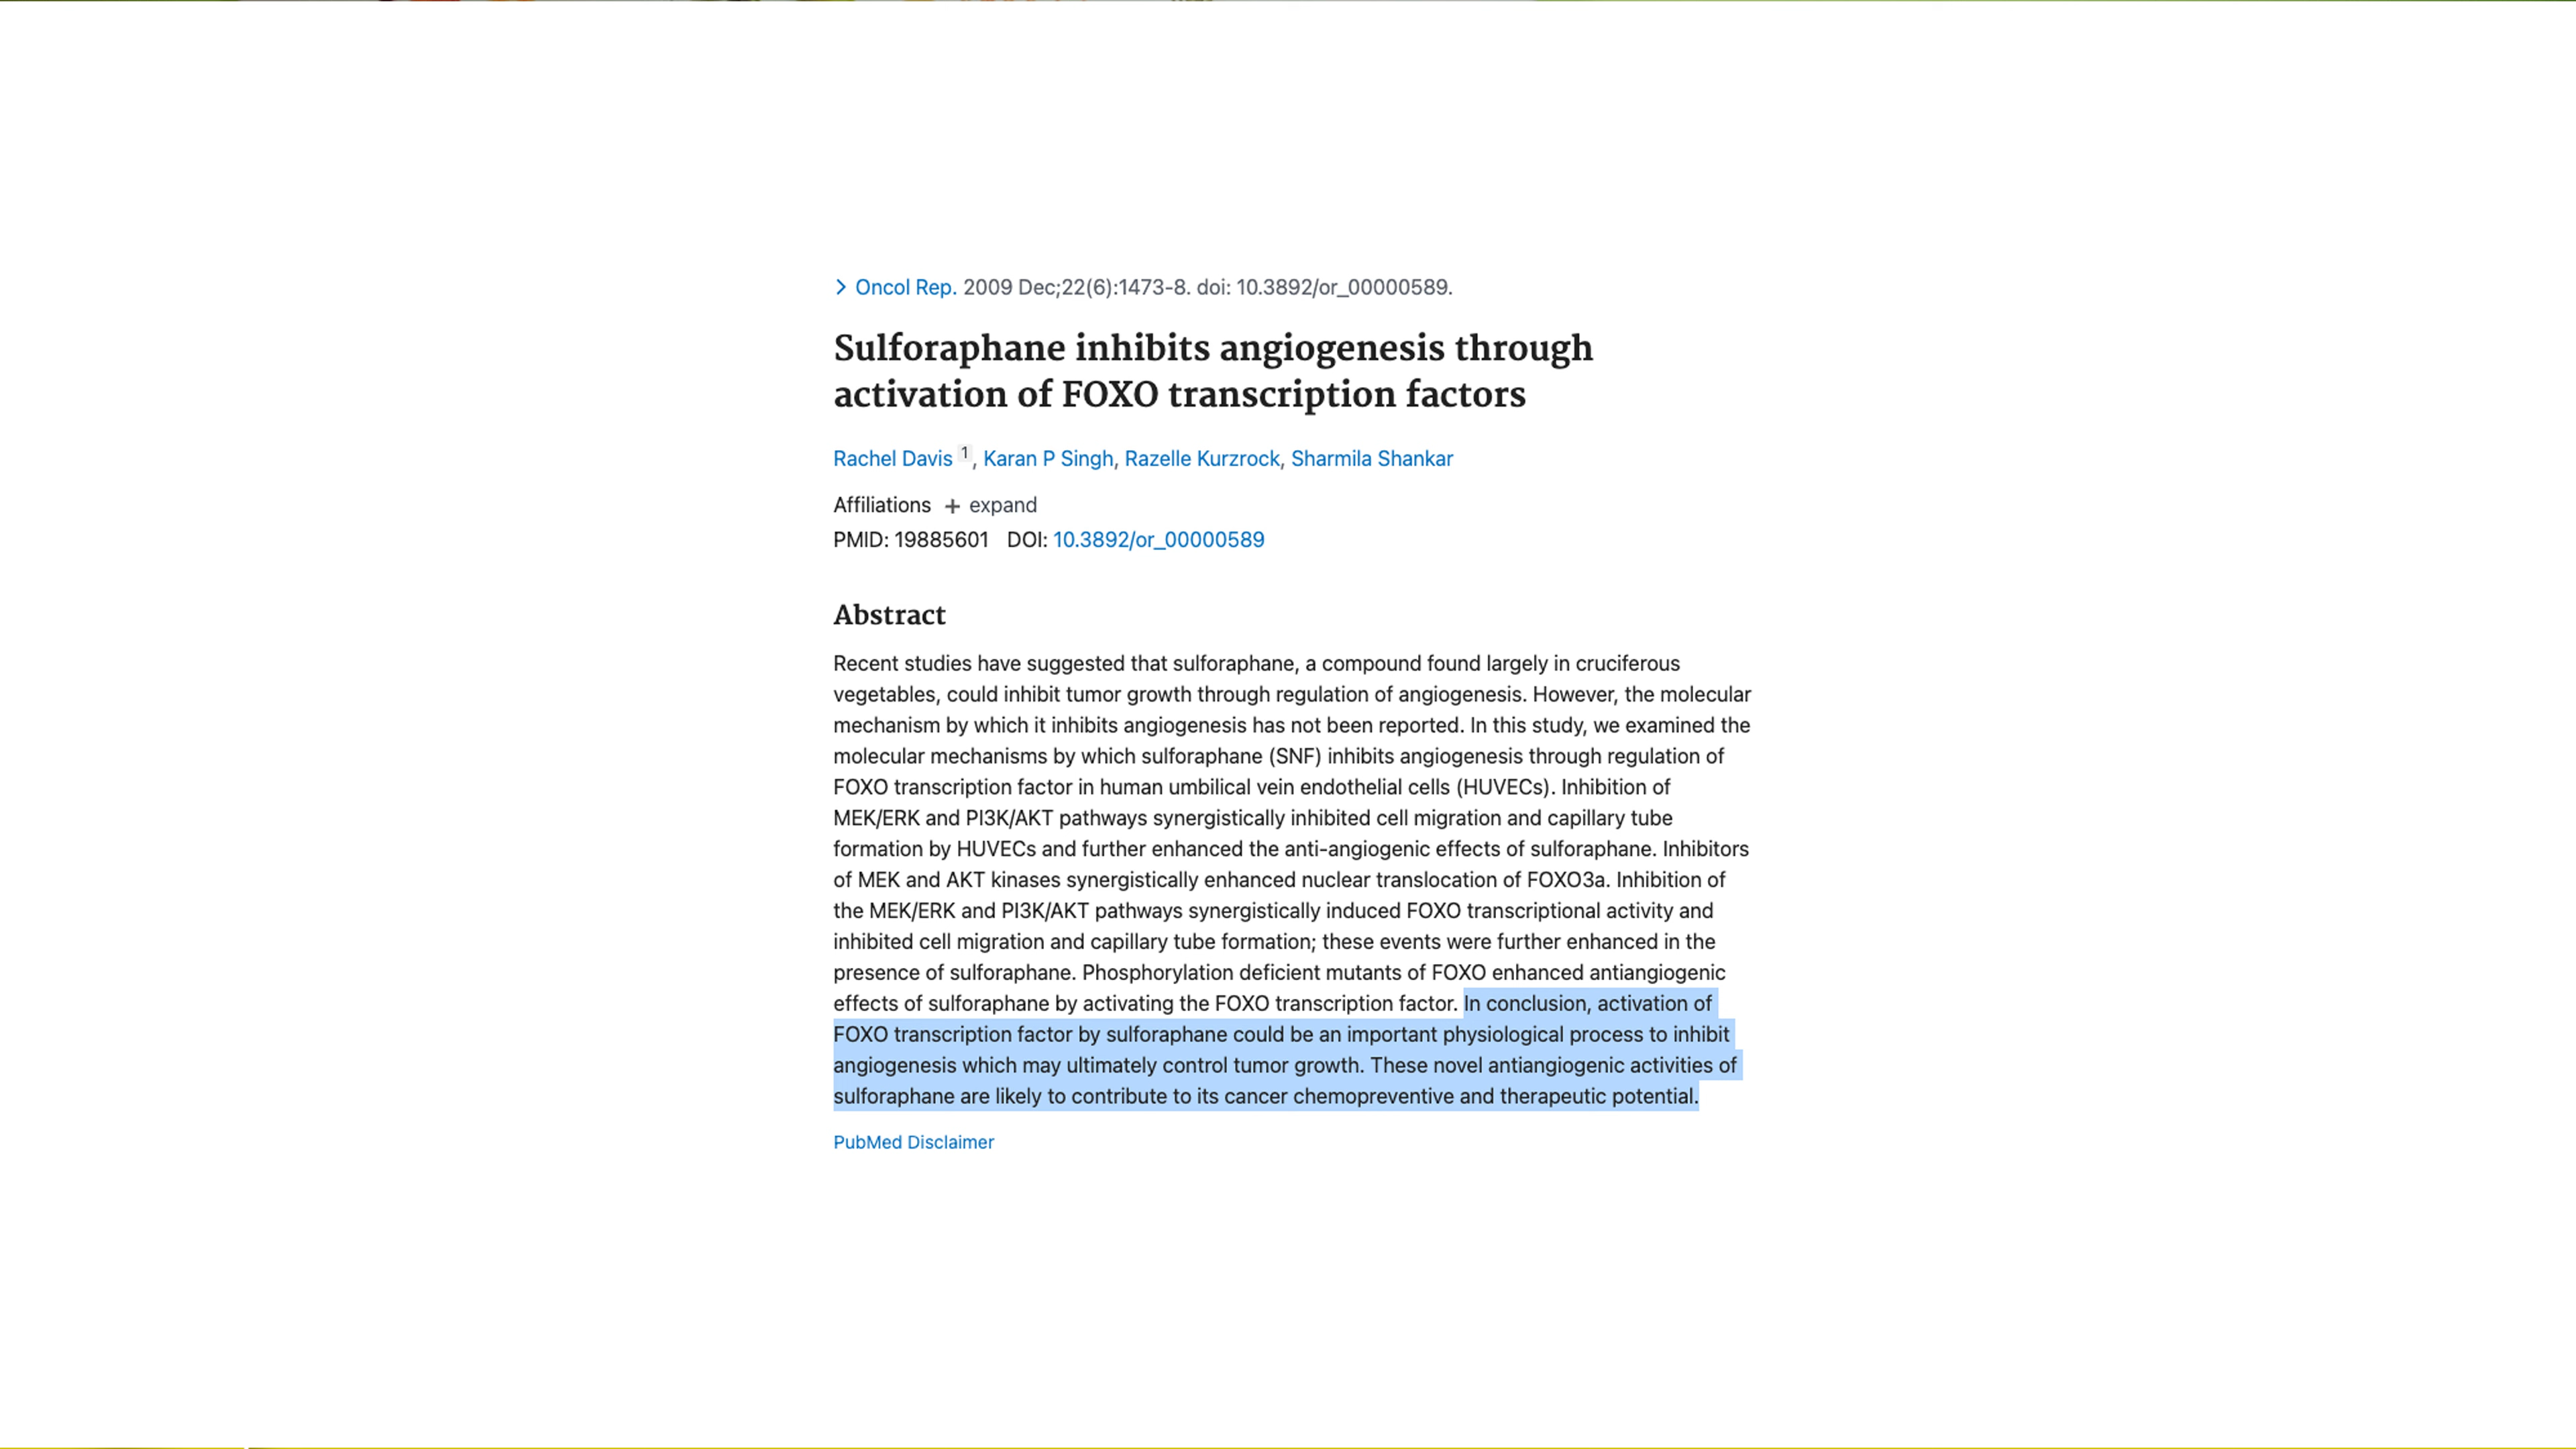 > Oncol Rep. 2009 Dec;22(6):1473-8. doi: 10.3892/or_00000589.
Sulforaphane inhibits angiogenesis through
activation of FOXO transcription factors
Rachel Davis 1, Karan P Singh, Razelle Kurzrock, Sharmila Shankar
Affiliations + expand
PMID: 19885601 DOI: 10.3892/or_00000589
Abstract
Recent studies have suggested that sulforaphane, a compound found largely in cruciferous
vegetables, could inhibit tumor growth through regulation of angiogenesis. However, the molecular
mechanism by which it inhibits angiogenesis has not been reported. In this study, we examined the
molecular mechanisms by which sulforaphane (SNF) inhibits angiogenesis through regulation of
FOXO transcription factor in human umbilical vein endothelial cells (HUVECs). Inhibition of
MEK/ERK and PI3K/AKT pathways synergistically inhibited cell migration and capillary tube
formation by HUVECs and further enhanced the anti-angiogenic effects of sulforaphane. Inhibitors
of MEK and AKT kinases synergistically enhanced nuclear translocation of FOXO3a. Inhibition of
the MEK/ERK and PI3K/AKT pathways synergistically induced FOXO transcriptional activity and
inhibited cell migration and capillary tube formation; these events were further enhanced in the
presence of sulforaphane. Phosphorylation deficient mutants of FOXO enhanced antiangiogenic
effects of sulforaphane by activating the FOXO transcription factor. In conclusion, activation of
FOXO transcription factor by sulforaphane could be an important physiological process to inhibit
angiogenesis which may ultimately control tumor growth. These novel antiangiogenic activities of
sulforaphane are likely to contribute to its cancer chemopreventive and therapeutic potential.
PubMed Disclaimer